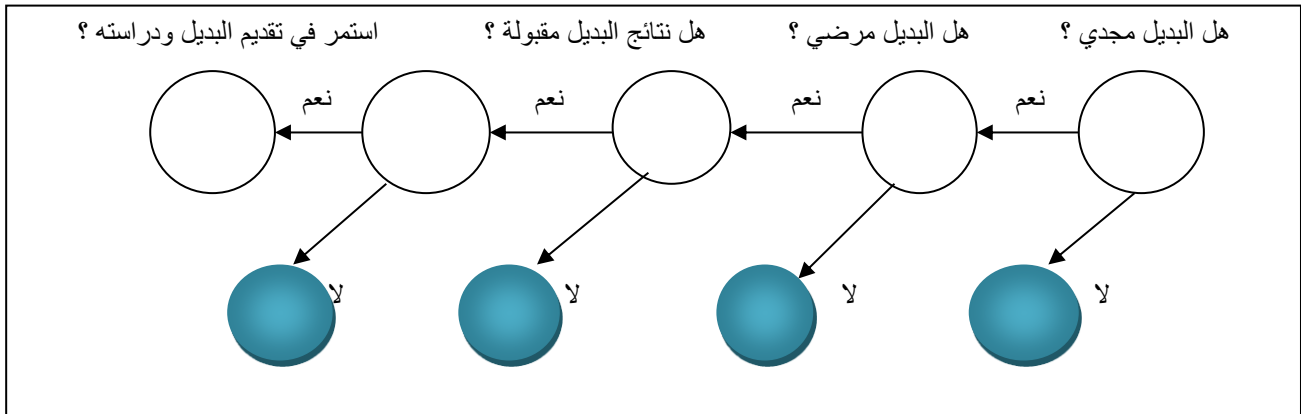 هل البديل مجدي ؟ هل البديل مرضي ؟ هل نتائج البديل مقبولة ؟ استمر في تقديم البديل ودراسته ؟
نعم نعم نعم نعم
لا لا لا لا